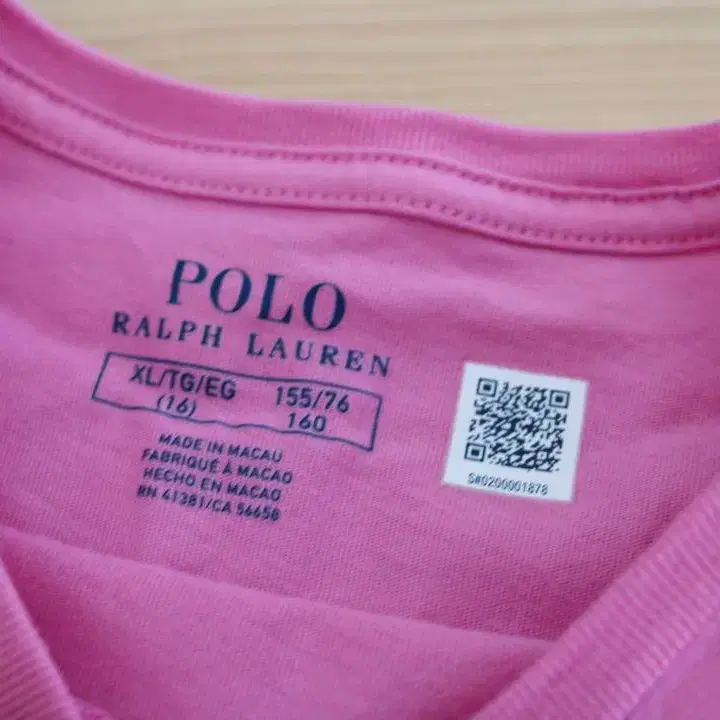 POLO
RALPH LAUREN
XL/TG/EG 155/76
(16) 160
MADE IN MACAU
FABRIQUÉ À MACAO
HECHO EN MACAO
RN 41381/CA 56658
S#0200001878